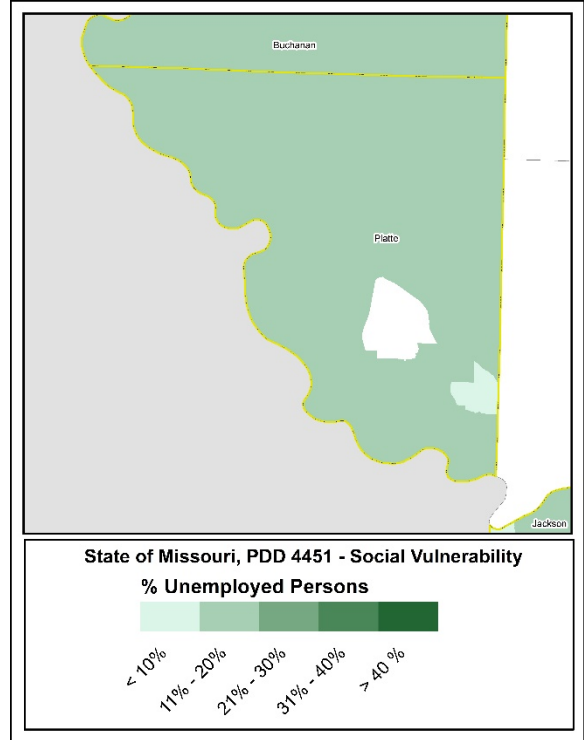 Buchanan
Platte
Jackson
State of Missouri, PDD 4451 - Social Vulnerability
% Unemployed Persons
< 10%
11% - 20%
21% - 30%
31% - 40%
> 40 %